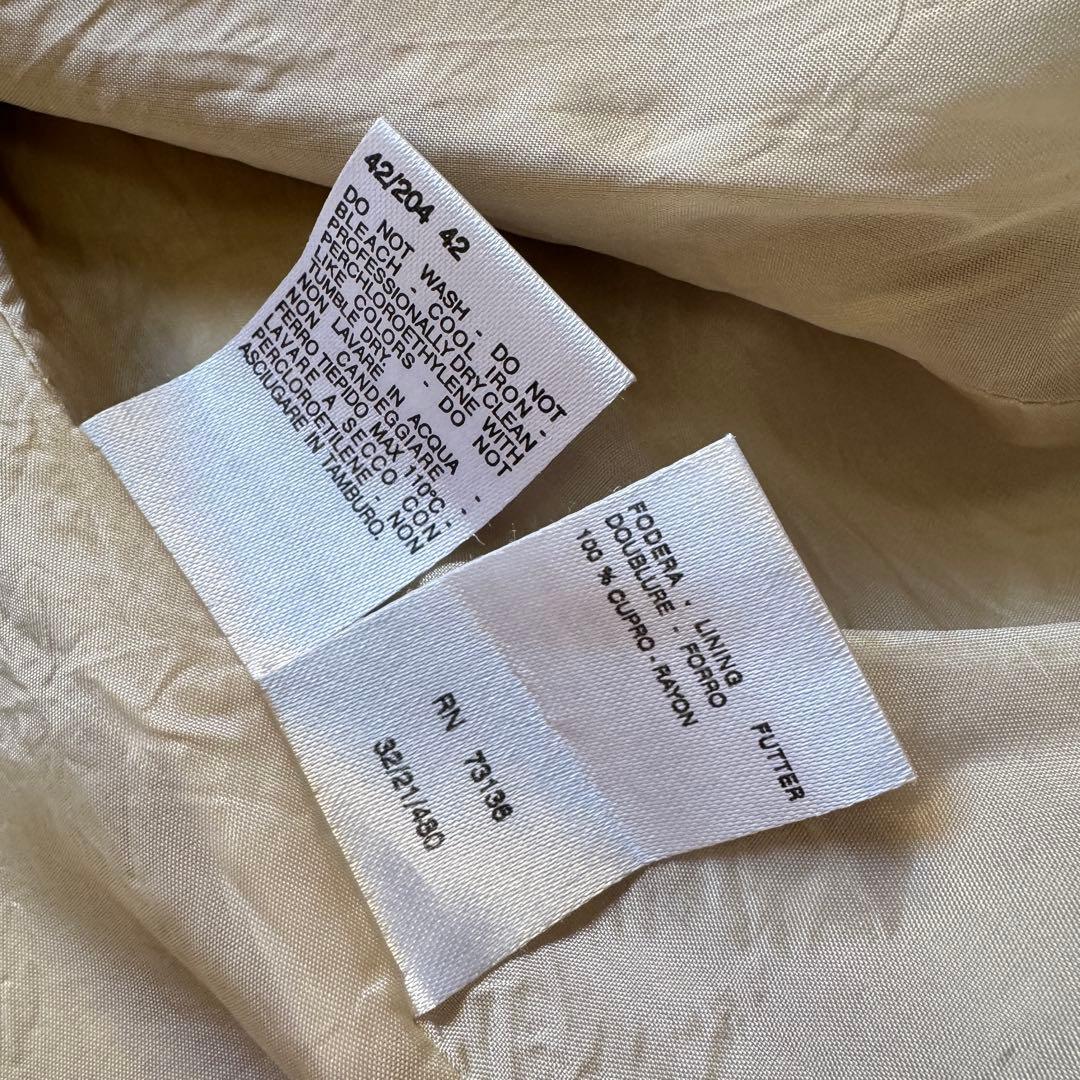 42/204 42
DO NOT WASH - DO NOT
BLEACH - COOL IRON -
PROFESSIONALLY DRY CLEAN -
PERCHLOROETHYLENE WITH
LIKE COLORS - DO NOT
TUMBLE DRY
NON LAVARE IN ACQUA -
NON CANDEGGIARE -
FERRO TIEPIDO MAX 110°C -
LAVARE A SECCO CON
PERCLOROETILENE - NON
ASCIUGARE IN TAMBURO.
FODERA - LINING FUTTER
DOUBLURE - FORRO
100 % CUPRO - RAYON
RN 73136
32/21/480